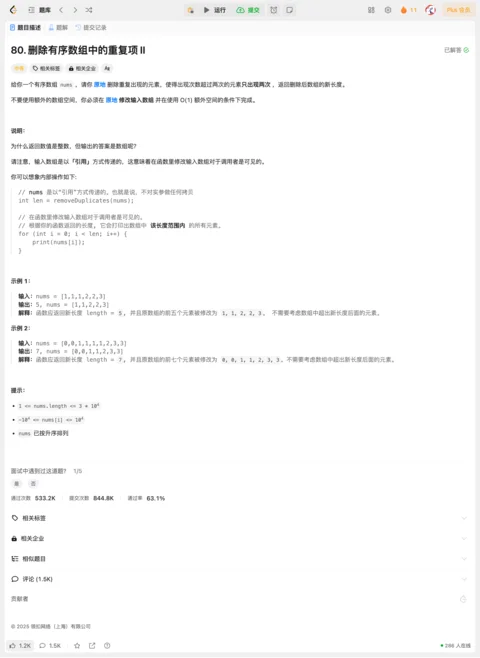 题库
运行
提交
11
Plus 会员
题目描述
题解
提交记录
80. 删除有序数组中的重复项 II
已解答
中等
相关标签
相关企业
给你一个有序数组 nums ，请你 原地 删除重复出现的元素，使得出现次数超过两次的元素只出现两次 ，返回删除后数组的新长度。
不要使用额外的数组空间，你必须在 原地 修改输入数组 并在使用 O(1) 额外空间的条件下完成。
说明：
为什么返回数值是整数，但输出的答案是数组呢？
请注意，输入数组是以「引用」方式传递的，这意味着在函数里修改输入数组对于调用者是可见的。
你可以想象内部操作如下:
// nums 是以“引用”方式传递的。也就是说，不对实参做任何拷贝
int len = removeDuplicates(nums);
// 在函数里修改输入数组对于调用者是可见的。
// 根据你的函数返回的长度, 它会打印出数组中 该长度范围内 的所有元素。
for (int i = 0; i < len; i++) {
print(nums[i]);
}
示例 1：
输入：nums = [1,1,1,2,2,3]
输出：5, nums = [1,1,2,2,3]
解释：函数应返回新长度 length = 5, 并且原数组的前五个元素被修改为 1, 1, 2, 2, 3。 不需要考虑数组中超出新长度后面的元素。
示例 2：
输入：nums = [0,0,1,1,1,1,2,3,3]
输出：7, nums = [0,0,1,1,2,3,3]
解释：函数应返回新长度 length = 7, 并且原数组的前七个元素被修改为 0, 0, 1, 1, 2, 3, 3。不需要考虑数组中超出新长度后面的元素。
提示：
1 <= nums.length <= 3 * 10⁴
-10⁴ <= nums[i] <= 10⁴
nums 已按升序排列
面试中遇到过这道题? 1/5
是
否
通过次数 533.2K 提交次数 844.8K 通过率 63.1%
相关标签
相关企业
相似题目
评论 (1.5K)
贡献者
© 2025 领扣网络（上海）有限公司
1.2K
1.5K
286 人在线